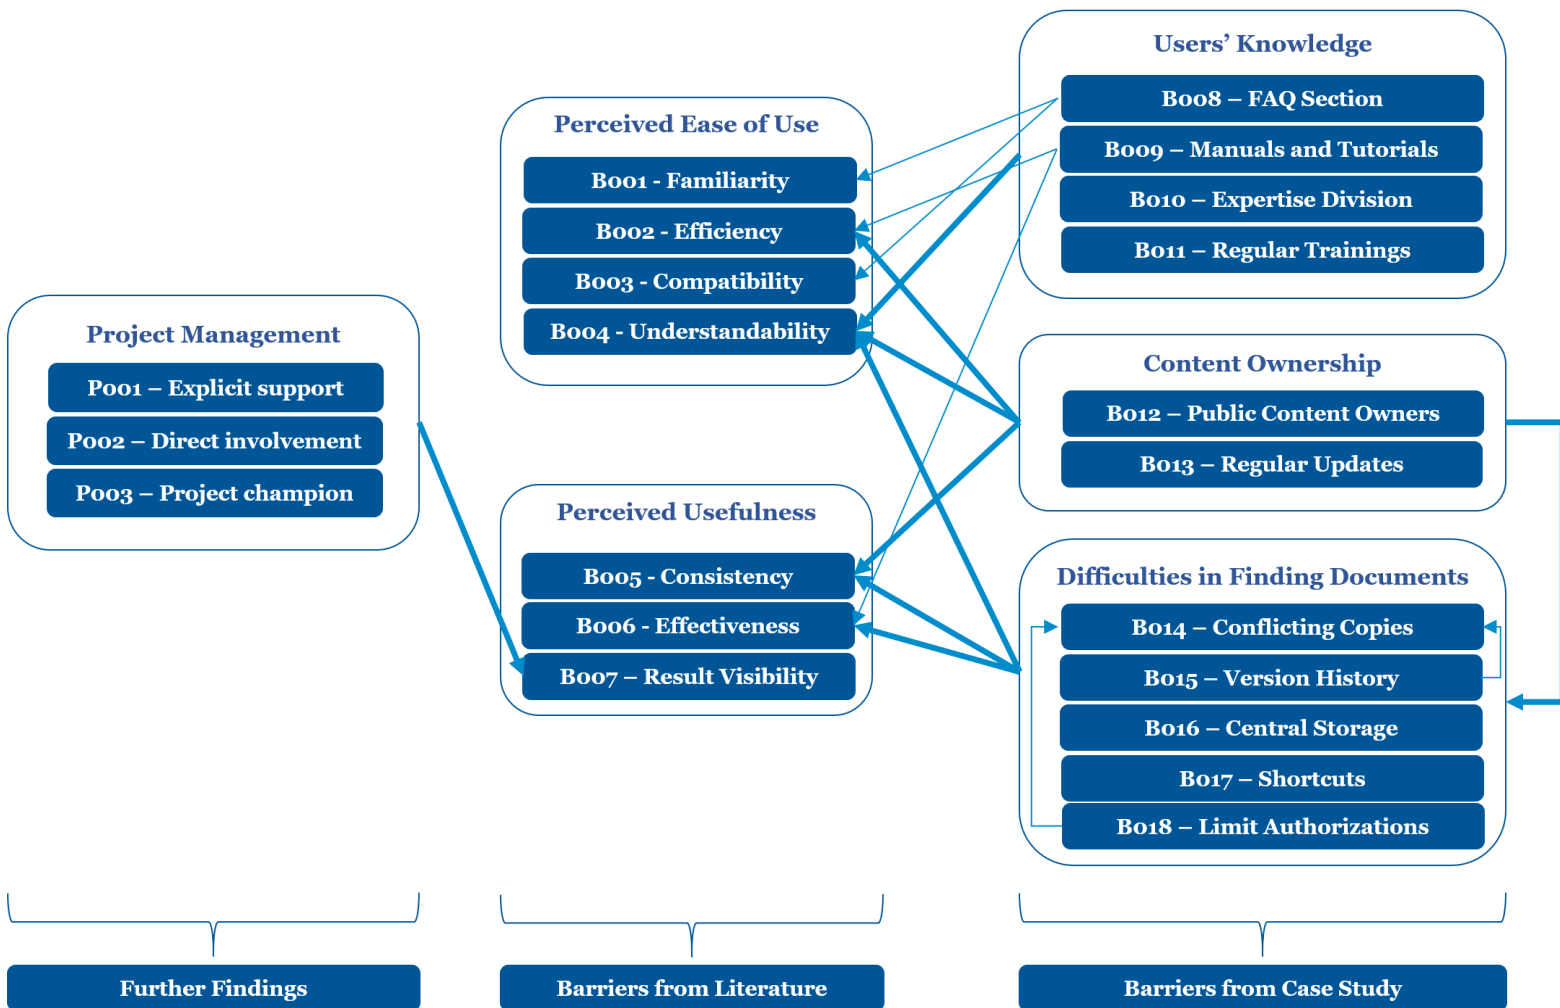 Project Management
P001 – Explicit support
P002 – Direct involvement
P003 – Project champion
Perceived Ease of Use
B001 - Familiarity
B002 - Efficiency
B003 - Compatibility
B004 - Understandability
Perceived Usefulness
B005 - Consistency
B006 - Effectiveness
B007 – Result Visibility
Users’ Knowledge
B008 – FAQ Section
B009 – Manuals and Tutorials
B010 – Expertise Division
B011 – Regular Trainings
Content Ownership
B012 – Public Content Owners
B013 – Regular Updates
Difficulties in Finding Documents
B014 – Conflicting Copies
B015 – Version History
B016 – Central Storage
B017 – Shortcuts
B018 – Limit Authorizations
Further Findings
Barriers from Literature
Barriers from Case Study